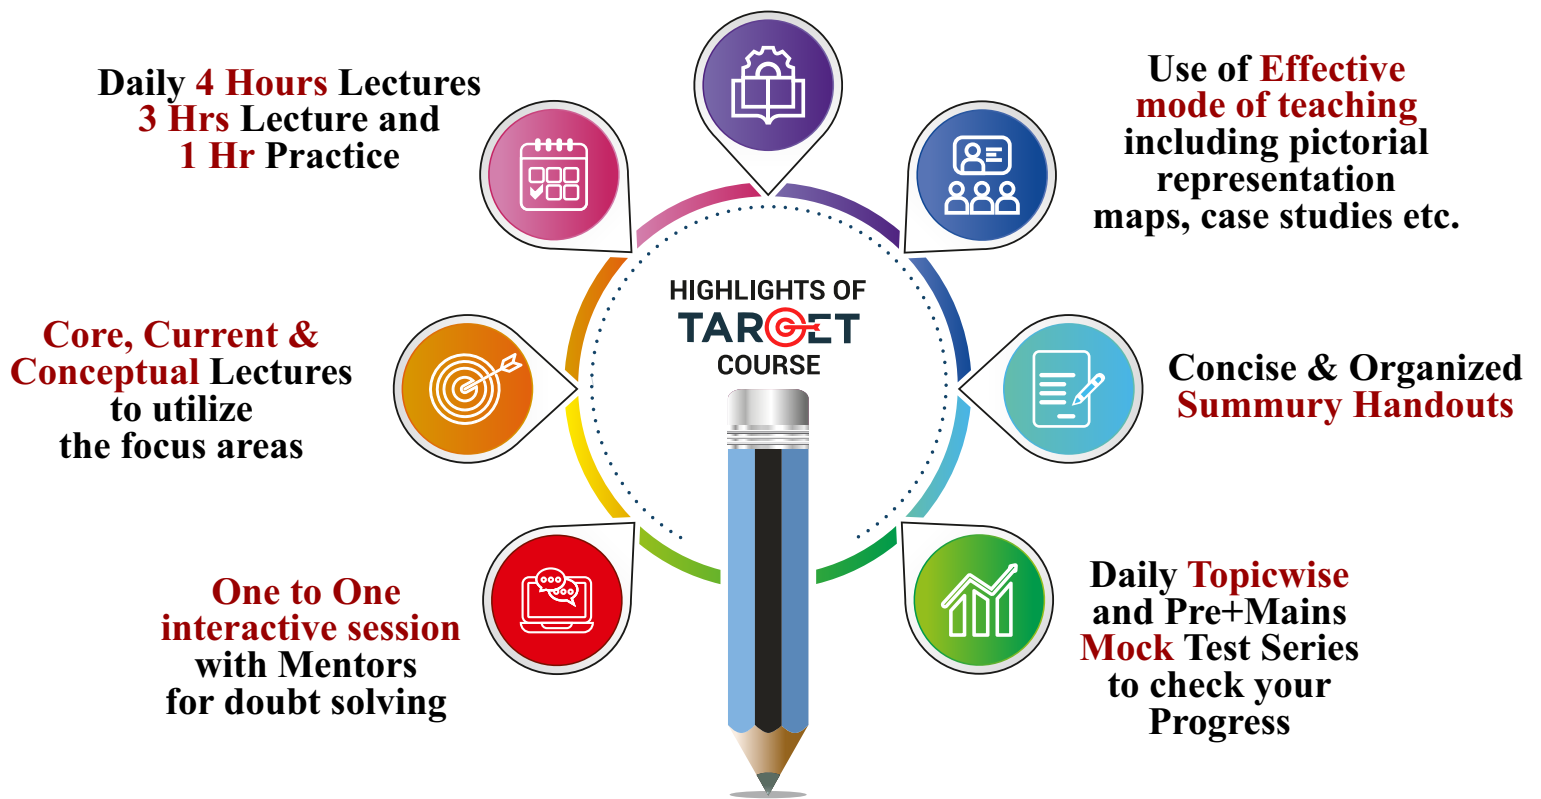 Daily 4 Hours Lectures
3 Hrs Lecture and
1 Hr Practice
Use of Effective
mode of teaching
including pictorial
representation
maps, case studies etc.
HIGHLIGHTS OF
TARGET
COURSE
Core, Current &
Conceptual Lectures
to utilize
the focus areas
Concise & Organized
Summury Handouts
One to One
interactive session
with Mentors
for doubt solving
Daily Topicwise
and Pre+Mains
Mock Test Series
to check your
Progress